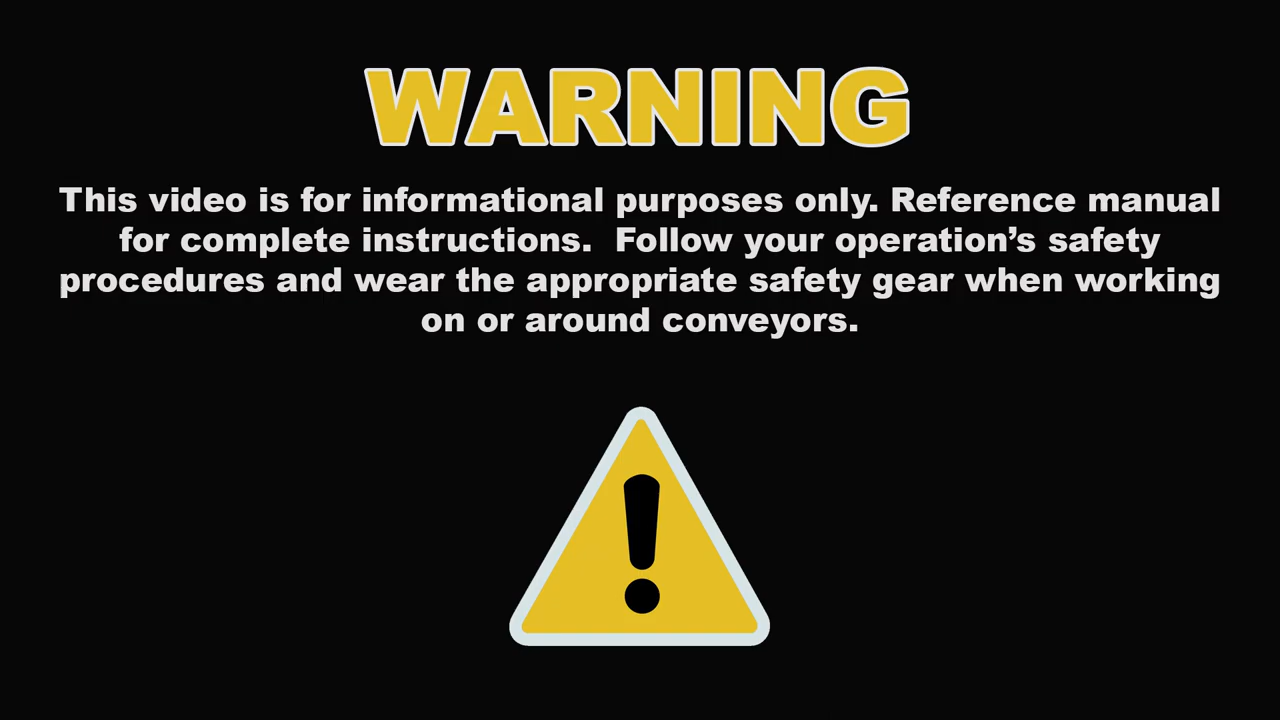 WARNING
This video is for informational purposes only. Reference manual
for complete instructions.  Follow your operation’s safety
procedures and wear the appropriate safety gear when working
on or around conveyors.